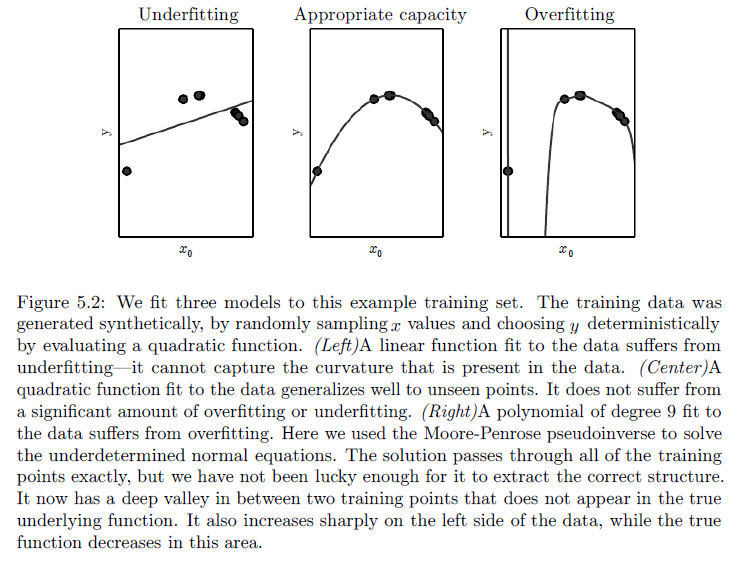 Underfitting
Appropriate capacity
Overfitting
y
y
y
x0
x0
x0
Figure 5.2: We fit three models to this example training set. The training data was
generated synthetically, by randomly sampling x values and choosing y deterministically
by evaluating a quadratic function. (Left)A linear function fit to the data suffers from
underfitting—it cannot capture the curvature that is present in the data. (Center)A
quadratic function fit to the data generalizes well to unseen points. It does not suffer from
a significant amount of overfitting or underfitting. (Right)A polynomial of degree 9 fit to
the data suffers from overfitting. Here we used the Moore-Penrose pseudoinverse to solve
the underdetermined normal equations. The solution passes through all of the training
points exactly, but we have not been lucky enough for it to extract the correct structure.
It now has a deep valley in between two training points that does not appear in the true
underlying function. It also increases sharply on the left side of the data, while the true
function decreases in this area.